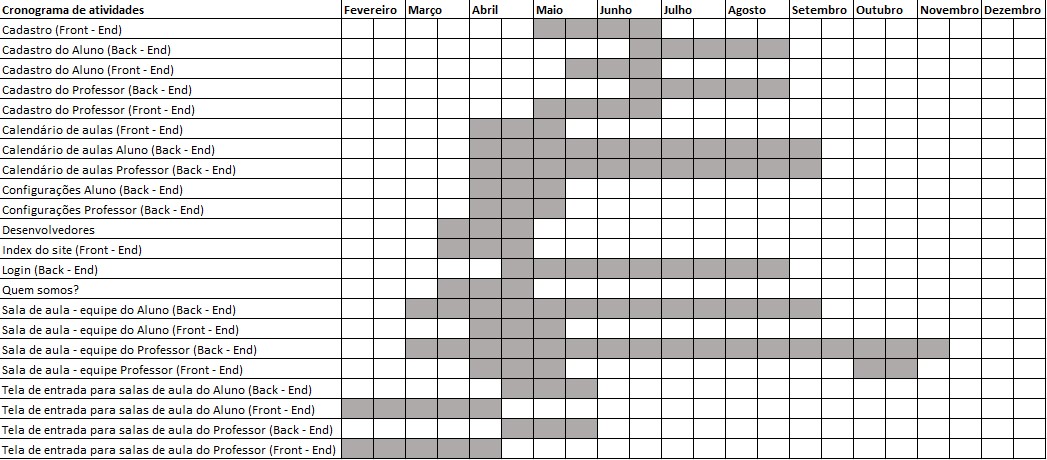 Cronograma de atividades Fevereiro Março Abril Maio Junho Julho Agosto Setembro Outubro Novembro Dezembro
Cadastro (Front - End)
Cadastro do Aluno (Back - End)
Cadastro do Aluno (Front - End)
Cadastro do Professor (Back - End)
Cadastro do Professor (Front - End)
Calendário de aulas (Front - End)
Calendário de aulas Aluno (Back - End)
Calendário de aulas Professor (Back - End)
Configurações Aluno (Back - End)
Configurações Professor (Back - End)
Desenvolvedores
Index do site (Front - End)
Login (Back - End)
Quem somos?
Sala de aula - equipe do Aluno (Back - End)
Sala de aula - equipe do Aluno (Front - End)
Sala de aula - equipe do Professor (Back - End)
Sala de aula - equipe Professor (Front - End)
Tela de entrada para salas de aula do Aluno (Back - End)
Tela de entrada para salas de aula do Aluno (Front - End)
Tela de entrada para salas de aula do Professor (Back - End)
Tela de entrada para salas de aula do Professor (Front - End)